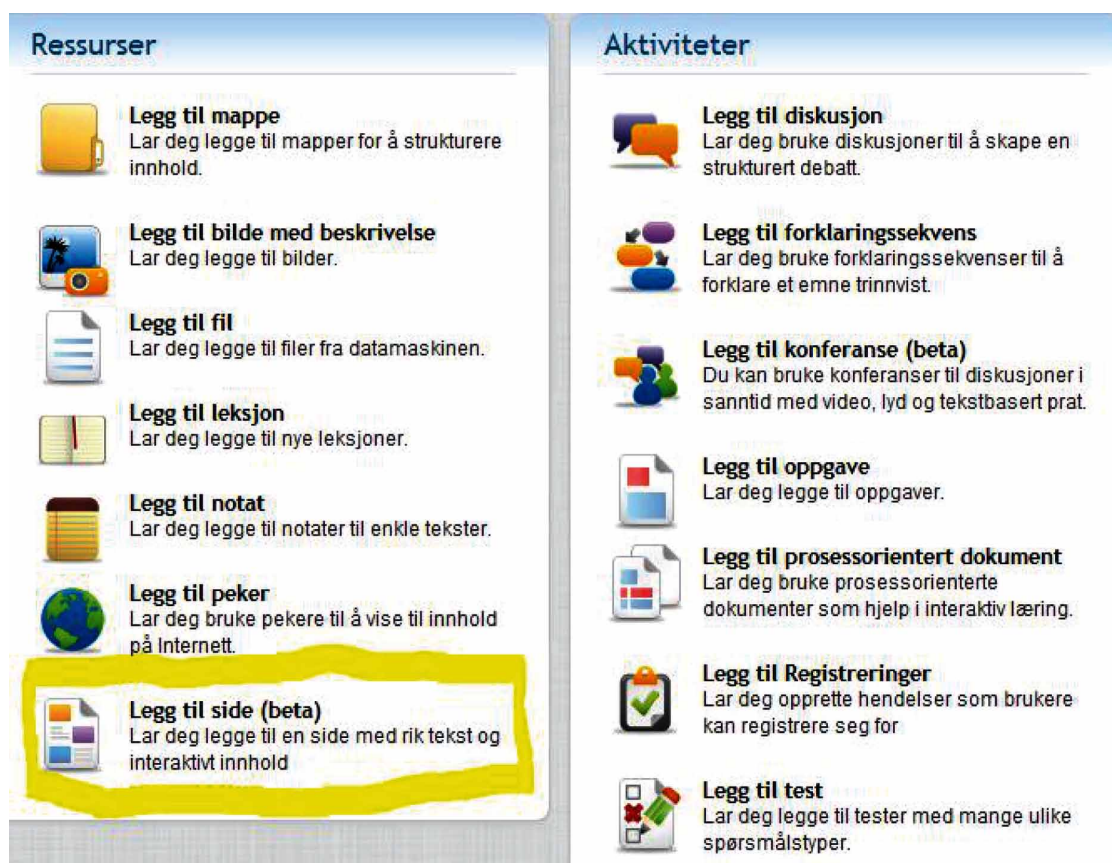 Ressurser
Legg til mappe
Lar deg legge til mapper for å strukturere
innhold.
Legg til bilde med beskrivelse
Lar deg legge til bilder.
Legg til fil
Lar deg legge til filer fra datamaskinen.
Legg til leksjon
Lar deg legge til nye leksjoner.
Legg til notat
Lar deg legge til notater til enkle tekster.
Legg til peker
Lar deg bruke pekere til å vise til innhold
på Internett.
Legg til side (beta)
Lar deg legge til en side med rik tekst og
interaktivt innhold
Aktiviteter
Legg til diskusjon
Lar deg bruke diskusjoner til å skape en
strukturert debatt.
Legg til forklaringssekvens
Lar deg bruke forklaringssekvenser til å
forklare et emne trinnvist.
Legg til konferanse (beta)
Du kan bruke konferanser til diskusjoner i
sanntid med video, lyd og tekstbasert prat.
Legg til oppgave
Lar deg legge til oppgaver.
Legg til prosessorientert dokument
Lar deg bruke prosessorienterte
dokumenter som hjelp i interaktiv læring.
Legg til Registreringer
Lar deg opprette hendelser som brukere
kan registrere seg for
Legg til test
Lar deg legge til tester med mange ulike
spørsmålstyper.